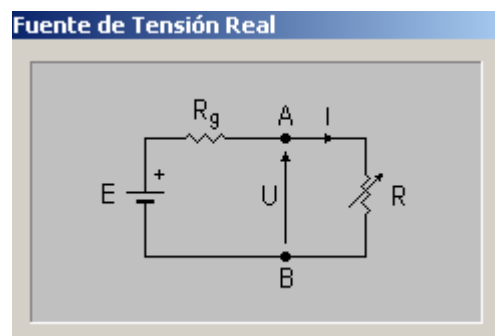 Fuente de Tensión Real
Rg A I
+
E U R
B